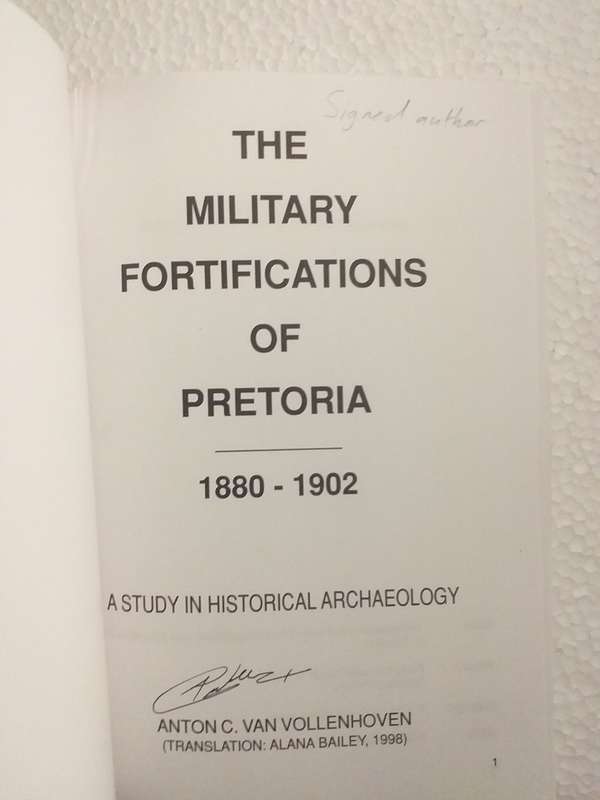 Signed author
THE
MILITARY
FORTIFICATIONS
OF
PRETORIA
1880 - 1902
A STUDY IN HISTORICAL ARCHAEOLOGY
ANTON C. VAN VOLLENHOVEN
(TRANSLATION: ALANA BAILEY, 1998)
1